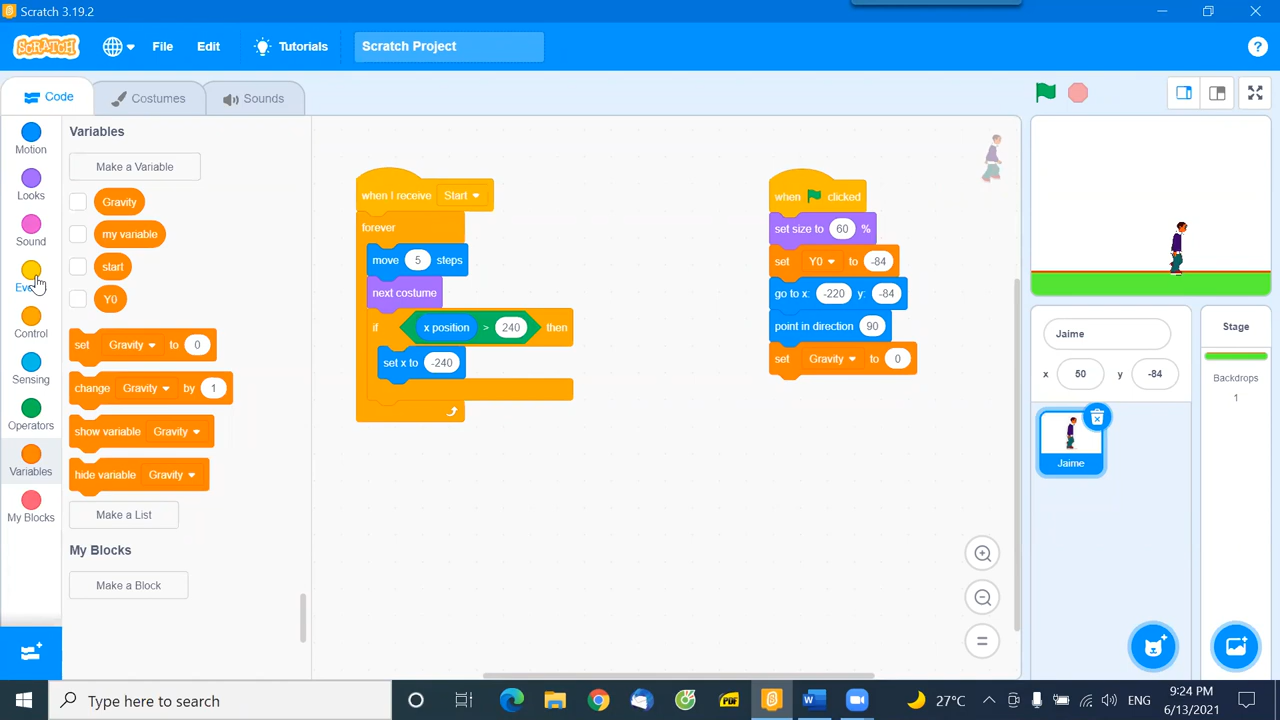 Scratch 3.19.2
SCRATCH
File
Edit
Tutorials
Scratch Project
?
Code
Costumes
Sounds
Motion
Looks
Sound
Control
Sensing
Operators
Variables
My Blocks
Variables
Make a Variable
Gravity
my variable
start
Y0
set Gravity to 0
change Gravity by 1
show variable Gravity
hide variable Gravity
Make a List
My Blocks
Make a Block
when I receive Start
forever
move 5 steps
next costume
if x position > 240 then
set x to -240
when clicked
set size to 60 %
set Y0 to -84
go to x: -220 y: -84
point in direction 90
set Gravity to 0
Jaime
x 50 y -84
Jaime
Stage
Backdrops
1
Type here to search
PDF
W
27°C
ENG
9:24 PM
6/13/2021